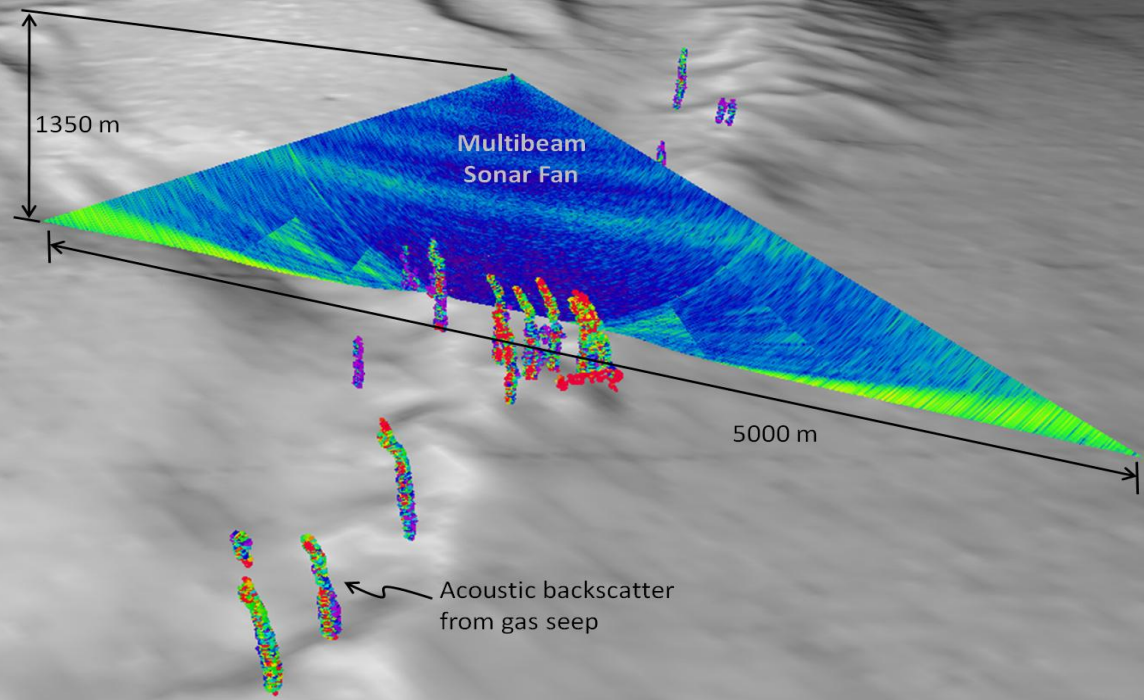 1350 m
Multibeam
Sonar Fan
5000 m
Acoustic backscatter
from gas seep